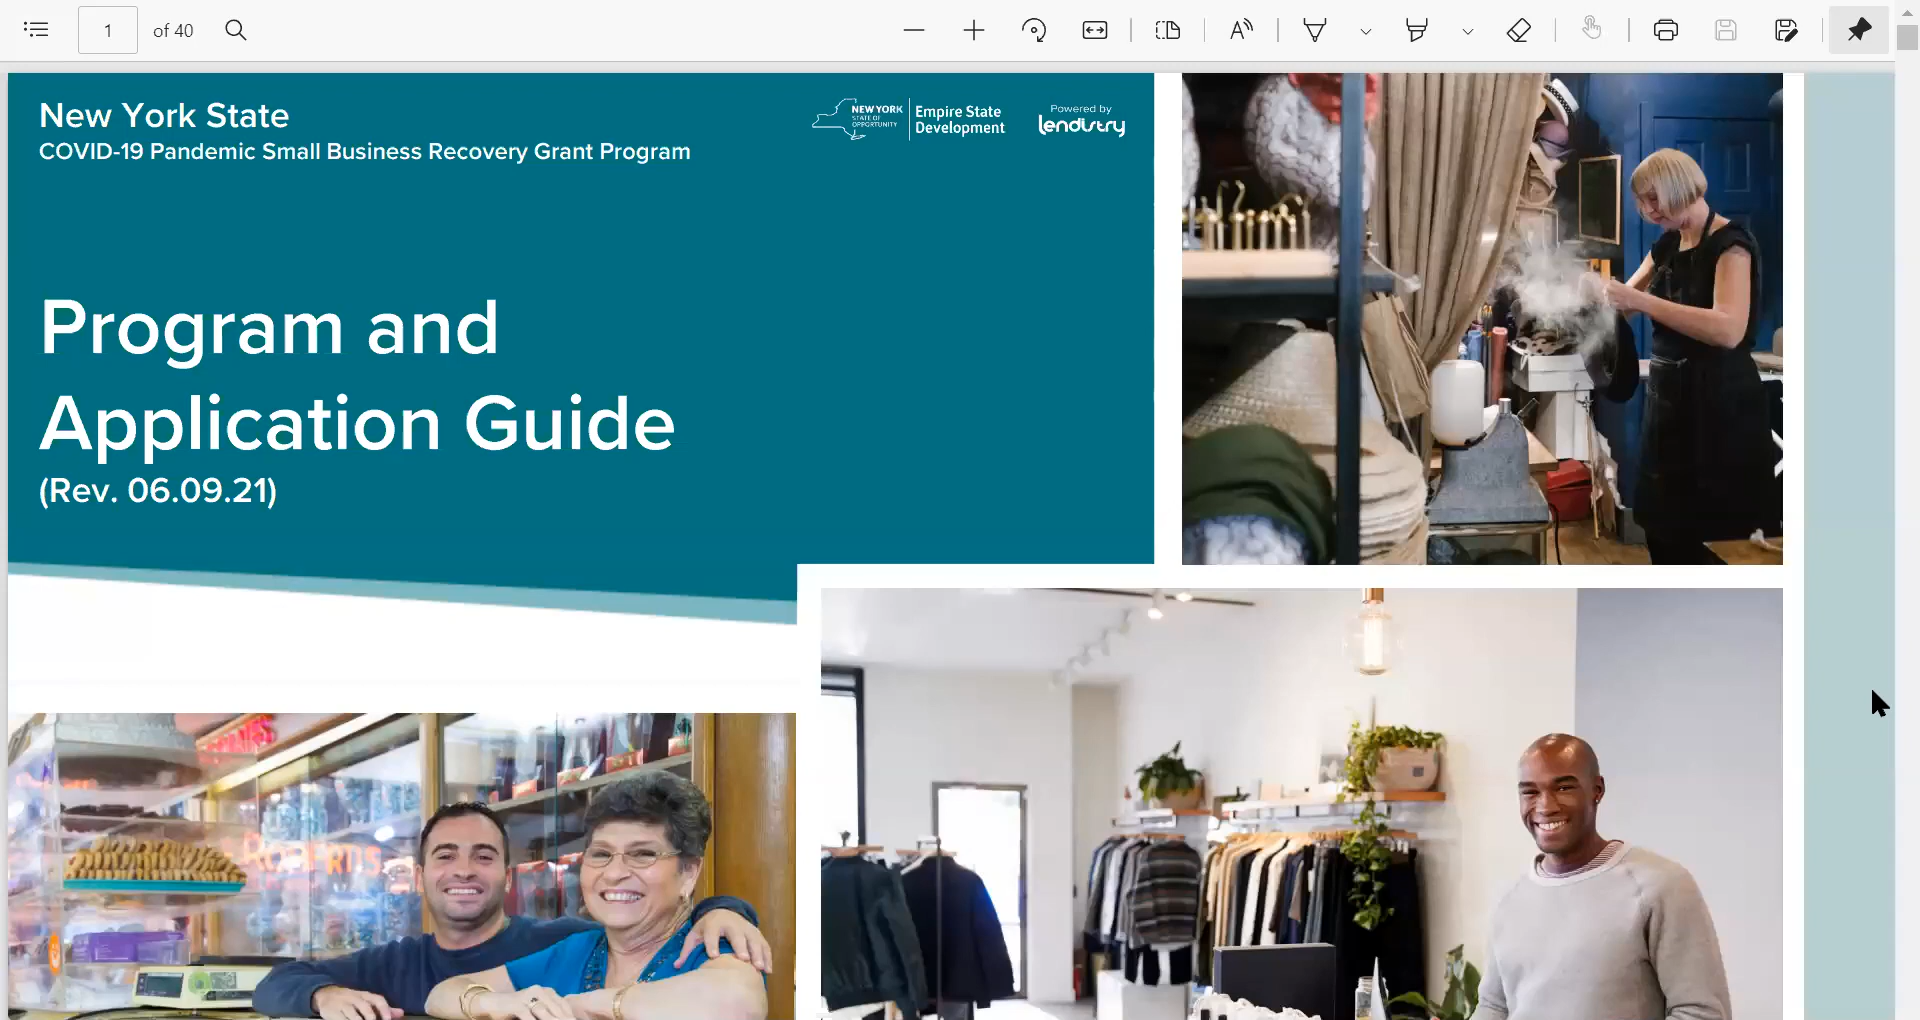 1
of 40
New York State
COVID-19 Pandemic Small Business Recovery Grant Program
NEW YORK
STATE OF
OPPORTUNITY
Empire State
Development
Powered by
lendistry
Program and
Application Guide
(Rev. 06.09.21)
ROBERTIS